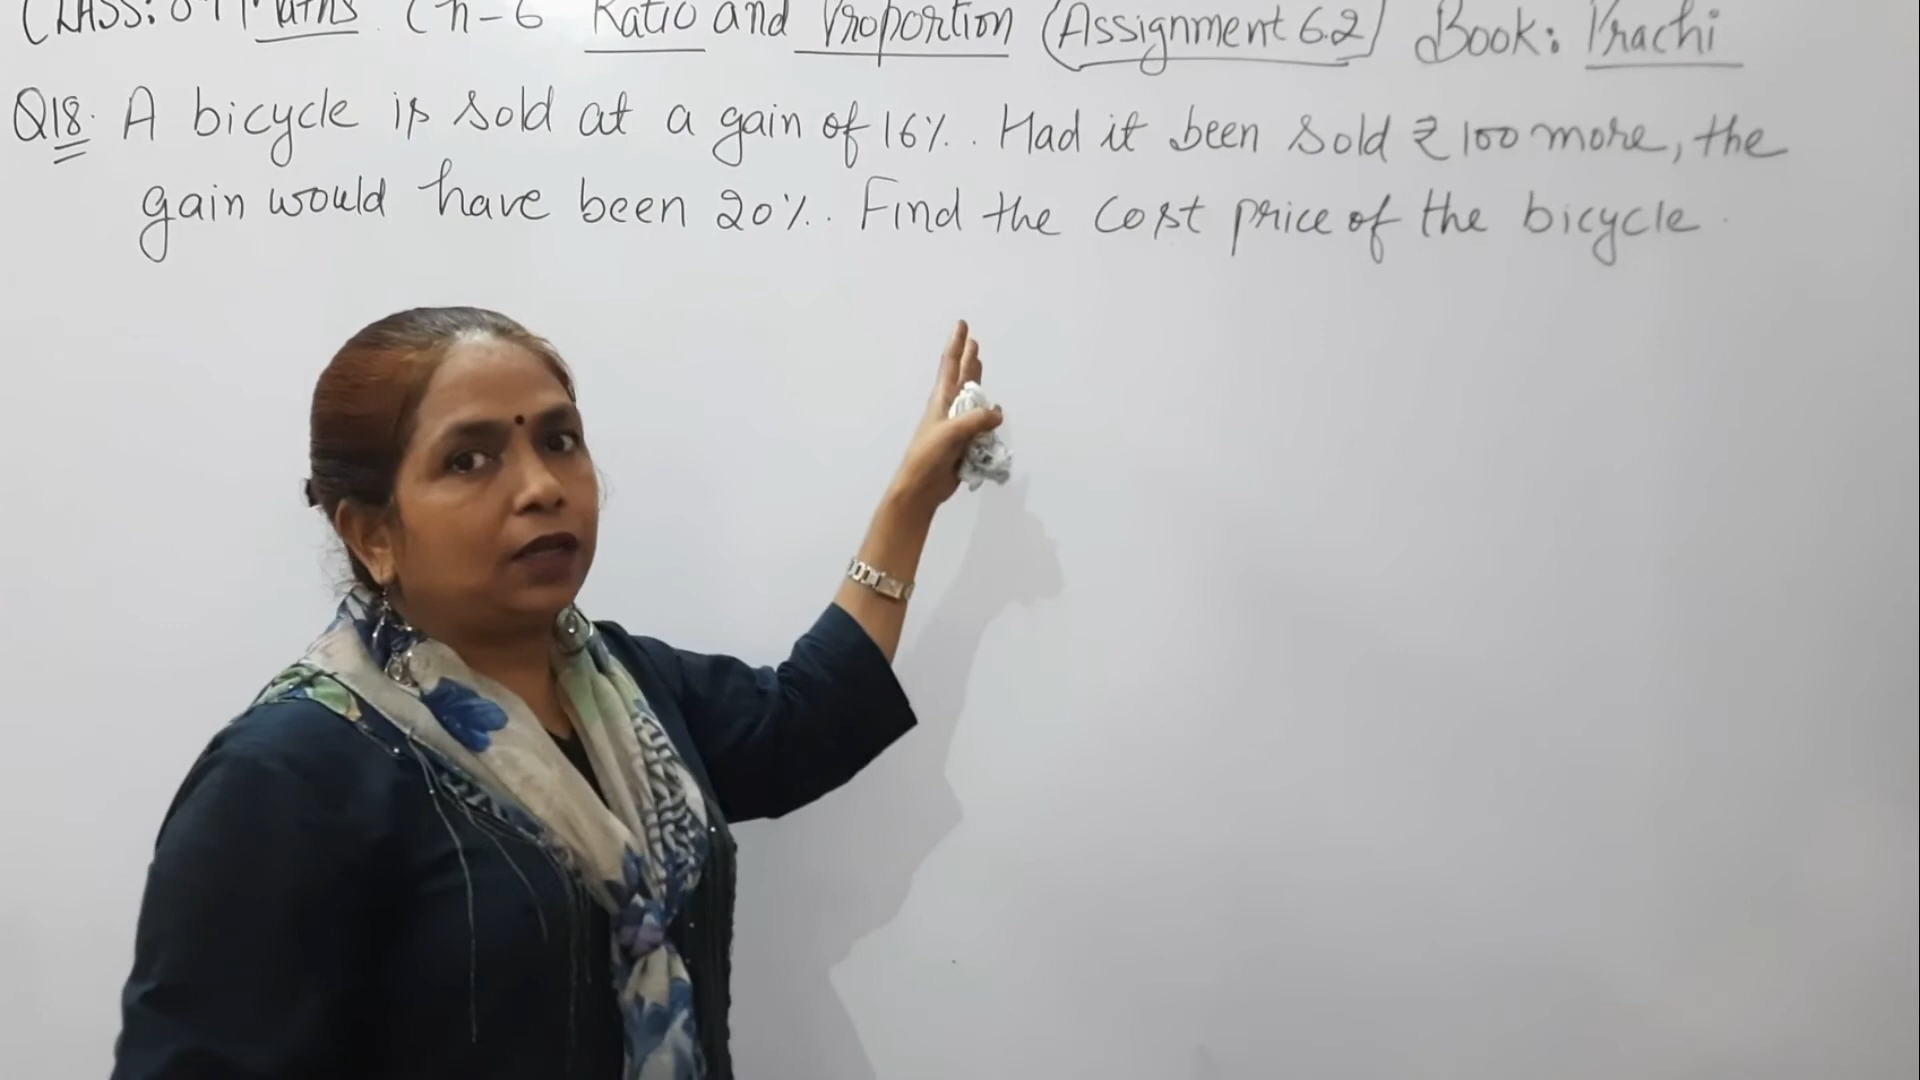 CLASS: 07 Maths Ch-6 Ratio and Proportion (Assignment 6.2) Book: Prachi
Q18. A bicycle is sold at a gain of 16%. Had it been sold ₹100 more, the
gain would have been 20%. Find the cost price of the bicycle.